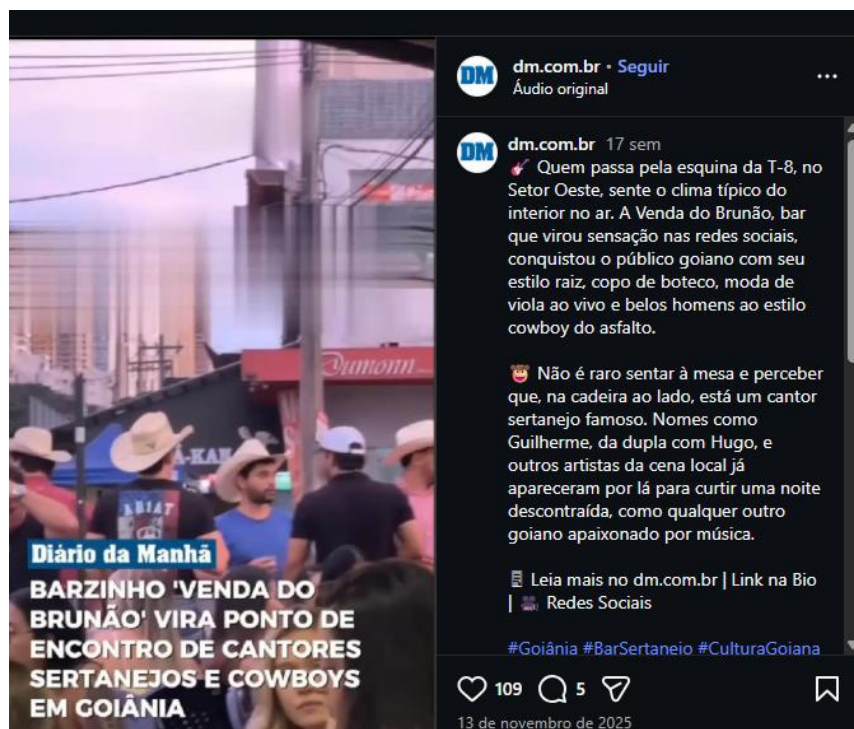 DM
dm.com.br • Seguir
Áudio original
DM
dm.com.br 17 sem
🎸 Quem passa pela esquina da T-8, no
Setor Oeste, sente o clima típico do
interior no ar. A Venda do Brunão, bar
que virou sensação nas redes sociais,
conquistou o público goiano com seu
estilo raiz, copo de boteco, moda de
viola ao vivo e belos homens ao estilo
cowboy do asfalto.
🤠 Não é raro sentar à mesa e perceber
que, na cadeira ao lado, está um cantor
sertanejo famoso. Nomes como
Guilherme, da dupla com Hugo, e
outros artistas da cena local já
apareceram por lá para curtir uma noite
descontraída, como qualquer outro
goiano apaixonado por música.
Leia mais no dm.com.br | Link na Bio
| Redes Sociais
#Goiânia #BarSertanejo #CulturaGoiana
109
5
13 de novembro de 2025
Dumonn
ARIAT
Diário da Manhã
BARZINHO 'VENDA DO
BRUNÃO' VIRA PONTO DE
ENCONTRO DE CANTORES
SERTANEJOS E COWBOYS
EM GOIÂNIA